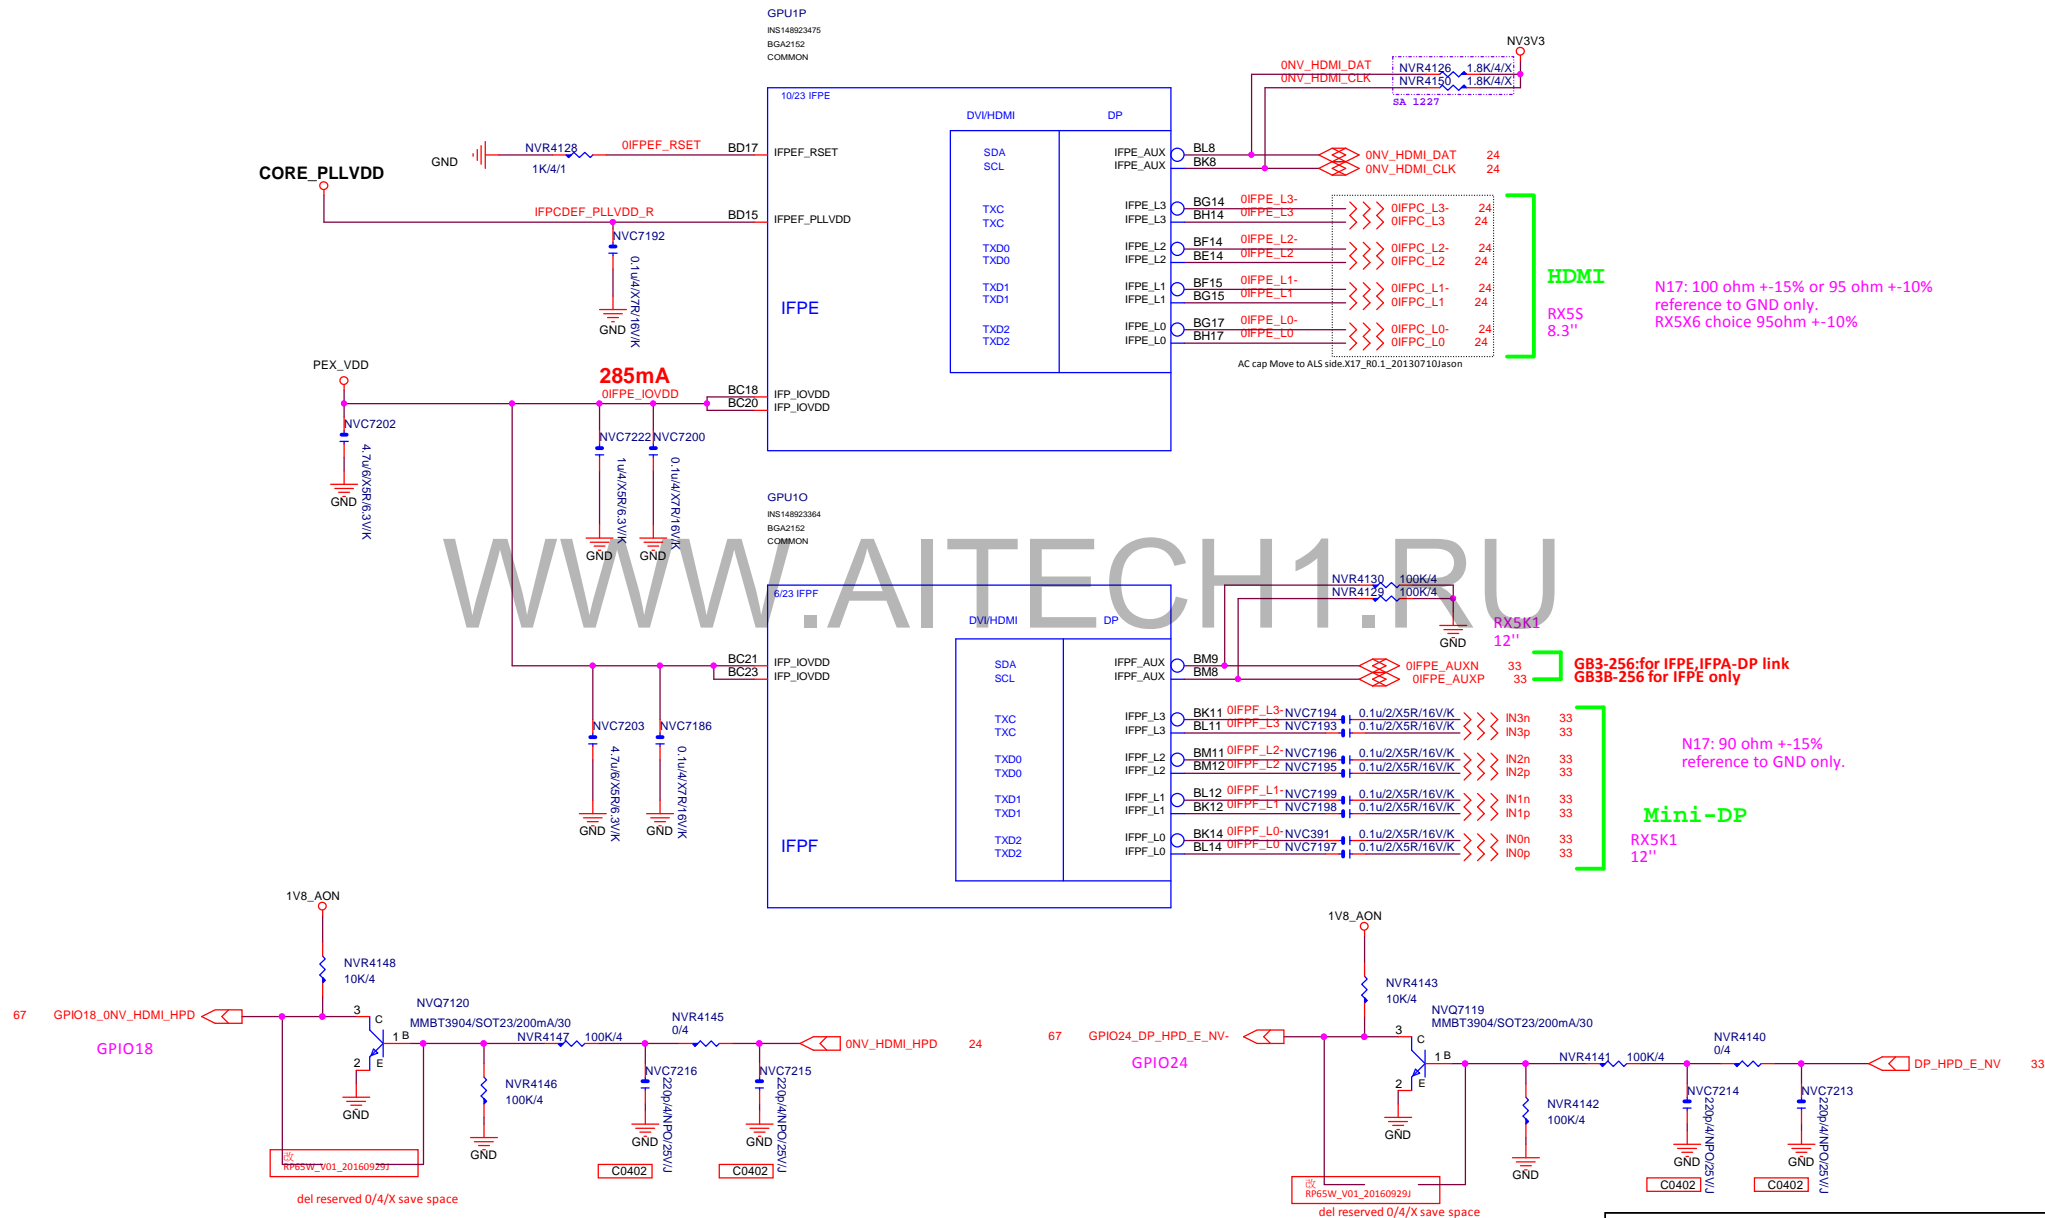 GPU1P
INS148923475
BGA2152
COMMON
NV3V3
0NV_HDMI_DAT
0NV_HDMI_CLK
NVR4126 1.8K/4/X
NVR4150 1.8K/4/X
SA 1227
10/23 IFPE
DVI/HDMI DP
GND
NVR4128
1K/4/1
0IFPEF_RSET
BD17
IFPEF_RSET
CORE_PLLVDD
IFPCDEF_PLLVDD_R
BD15
IFPEF_PLLVDD
NVC7192
0.1u/4/X7R/16V/K
GND
SDA IFPE_AUX BL8 0NV_HDMI_DAT 24
SCL IFPE_AUX BK8 0NV_HDMI_CLK 24
TXC IFPE_L3 BG14 0IFPE_L3- 0IFPC_L3- 24
TXC IFPE_L3 BH14 0IFPE_L3 0IFPC_L3 24
TXD0 IFPE_L2 BF14 0IFPE_L2- 0IFPC_L2- 24
TXD0 IFPE_L2 BE14 0IFPE_L2 0IFPC_L2 24
TXD1 IFPE_L1 BF15 0IFPE_L1- 0IFPC_L1- 24
TXD1 IFPE_L1 BG15 0IFPE_L1 0IFPC_L1 24
TXD2 IFPE_L0 BG17 0IFPE_L0- 0IFPC_L0- 24
TXD2 IFPE_L0 BH17 0IFPE_L0 0IFPC_L0 24
IFPE
HDMI
RX5S
8.3''
N17: 100 ohm +-15% or 95 ohm +-10%
reference to GND only.
RX5X6 choice 95ohm +-10%
AC cap Move to ALS side.X17_R0.1_20130710Jason
PEX_VDD
285mA
0IFPE_IOVDD
BC18 IFP_IOVDD
BC20 IFP_IOVDD
NVC7202
4.7u/6/X5R/6.3V/K
GND
NVC7222
1u/4/X5R/6.3V/K
GND
NVC7200
0.1u/4/X7R/16V/K
GND
GPU1O
INS148923364
BGA2152
COMMON
WWW.AITECH1.RU
6/23 IFPF
DVI/HDMI DP
NVR4130 100K/4
NVR4129 100K/4
GND
RX5K1
12''
BC21 IFP_IOVDD
BC23 IFP_IOVDD
SDA IFPF_AUX BM9 0IFPE_AUXN 33
SCL IFPF_AUX BM8 0IFPE_AUXP 33
GB3-256:for IFPE,IFPA-DP link
GB3B-256 for IFPE only
NVC7203
4.7u/6/X5R/6.3V/K
GND
NVC7186
0.1u/4/X7R/16V/K
GND
TXC IFPF_L3 BK11 0IFPF_L3- NVC7194 0.1u/2/X5R/16V/K IN3n 33
TXC IFPF_L3 BL11 0IFPF_L3 NVC7193 0.1u/2/X5R/16V/K IN3p 33
TXD0 IFPF_L2 BM11 0IFPF_L2- NVC7196 0.1u/2/X5R/16V/K IN2n 33
TXD0 IFPF_L2 BM12 0IFPF_L2 NVC7195 0.1u/2/X5R/16V/K IN2p 33
TXD1 IFPF_L1 BL12 0IFPF_L1- NVC7199 0.1u/2/X5R/16V/K IN1n 33
TXD1 IFPF_L1 BK12 0IFPF_L1 NVC7198 0.1u/2/X5R/16V/K IN1p 33
TXD2 IFPF_L0 BK14 0IFPF_L0- NVC391 0.1u/2/X5R/16V/K IN0n 33
TXD2 IFPF_L0 BL14 0IFPF_L0 NVC7197 0.1u/2/X5R/16V/K IN0p 33
IFPF
N17: 90 ohm +-15%
reference to GND only.
Mini-DP
RX5K1
12''
1V8_AON
NVR4148
10K/4
67 GPIO18_0NV_HDMI_HPD
GPIO18
3 C
1 B
2 E
GND
NVQ7120
MMBT3904/SOT23/200mA/30
NVR4147 100K/4
NVR4145
0/4
0NV_HDMI_HPD 24
NVR4146
100K/4
GND
NVC7216
220p/4/NPO/25V/J
GND
C0402
NVC7215
220p/4/NPO/25V/J
GND
C0402
改
RP65W_V01_20160929J
del reserved 0/4/X save space
1V8_AON
NVR4143
10K/4
67 GPIO24_DP_HPD_E_NV-
GPIO24
3 C
1 B
2 E
GND
NVQ7119
MMBT3904/SOT23/200mA/30
NVR4141 100K/4
NVR4140
0/4
DP_HPD_E_NV 33
NVR4142
100K/4
GND
NVC7214
220p/4/NPO/25V/J
GND
C0402
NVC7213
220p/4/NPO/25V/J
GND
C0402
改
RP65W_V01_20160929J
del reserved 0/4/X save space